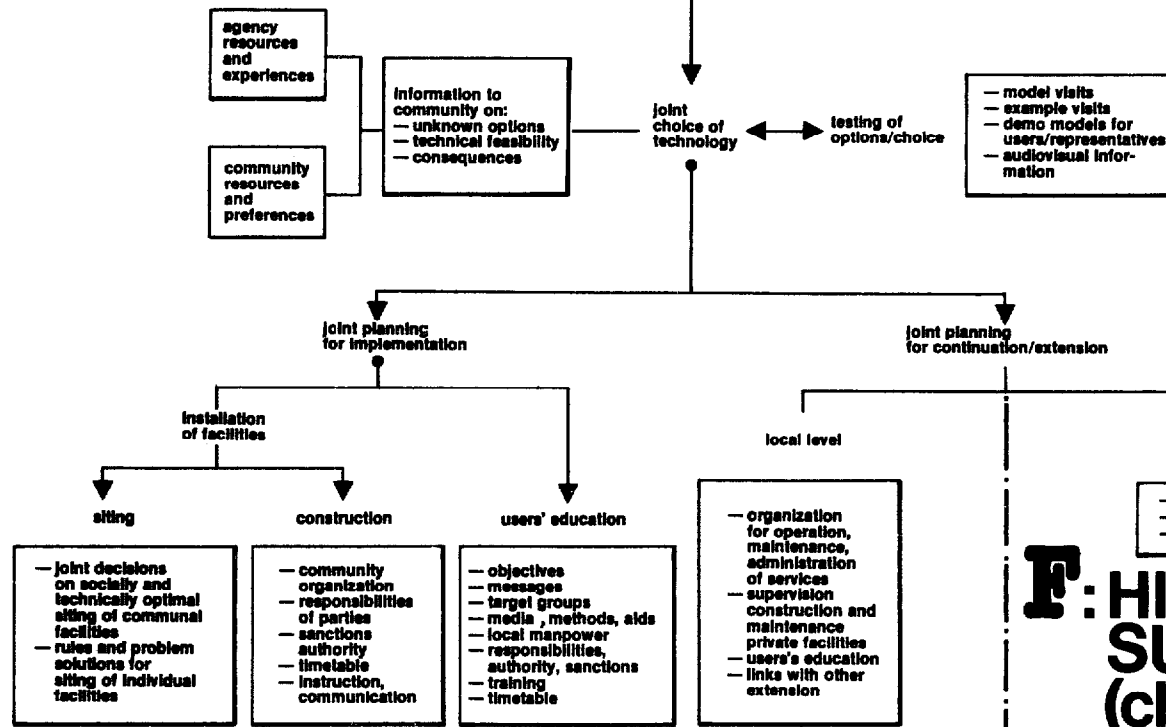 agency
resources
and
experiences
community
resources
and
preferences
information to
community on:
— unknown options
— technical feasibility
— consequences
joint
choice of
technology
testing of
options/choice
— model visits
— example visits
— demo models for
users/representatives
— audiovisual infor-
mation
joint planning
for implementation
joint planning
for continuation/extension
installation
of facilities
local level
siting
construction
users' education
— joint decisions
on socially and
technically optimal
siting of communal
facilities
— rules and problem
solutions for
siting of individual
facilities
— community
organization
— responsibilities
of parties
— sanctions
authority
— timetable
— instruction,
communication
— objectives
— messages
— target groups
— media , methods, aids
— local manpower
— responsibilities,
authority, sanctions
— training
— timetable
— organization
for operation,
maintenance,
administration
of services
— supervision
construction and
maintenance
private facilities
— users's education
— links with other
extension
F: HI
SU
(cl